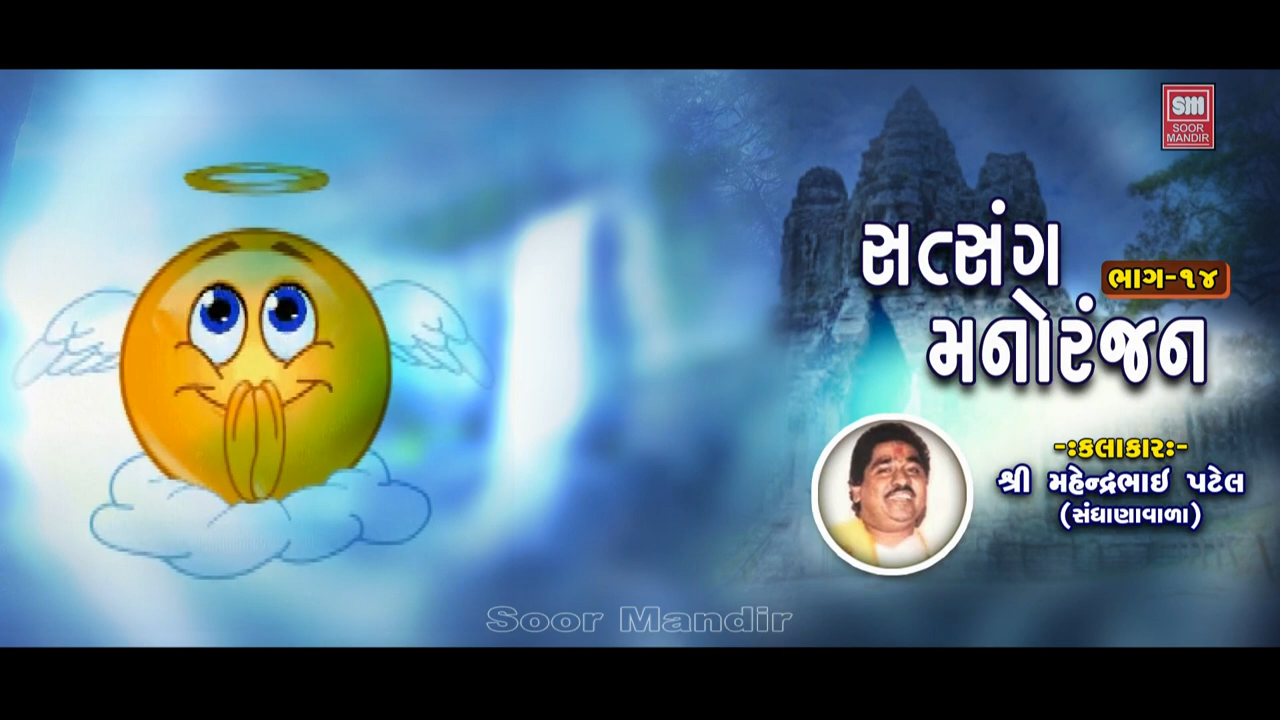 SM
SOOR
MANDIR
સત્સંગ
ભાગ-૧૪
મનોરંજન
-:કલાકાર:-
શ્રી મહેન્દ્રભાઇ પટેલ
(સંધાણાવાળા)
Soor Mandir